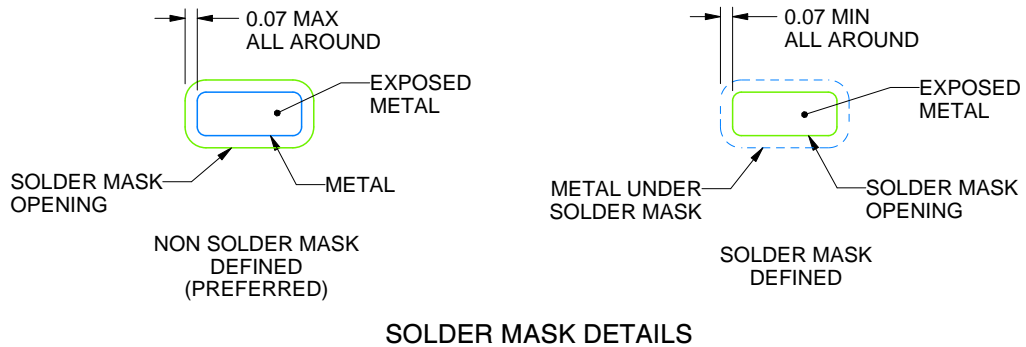 0.07 MAX
ALL AROUND
EXPOSED
METAL
SOLDER MASK
OPENING
METAL
NON SOLDER MASK
DEFINED
(PREFERRED)
0.07 MIN
ALL AROUND
EXPOSED
METAL
METAL UNDER
SOLDER MASK
SOLDER MASK
OPENING
SOLDER MASK
DEFINED
SOLDER MASK DETAILS